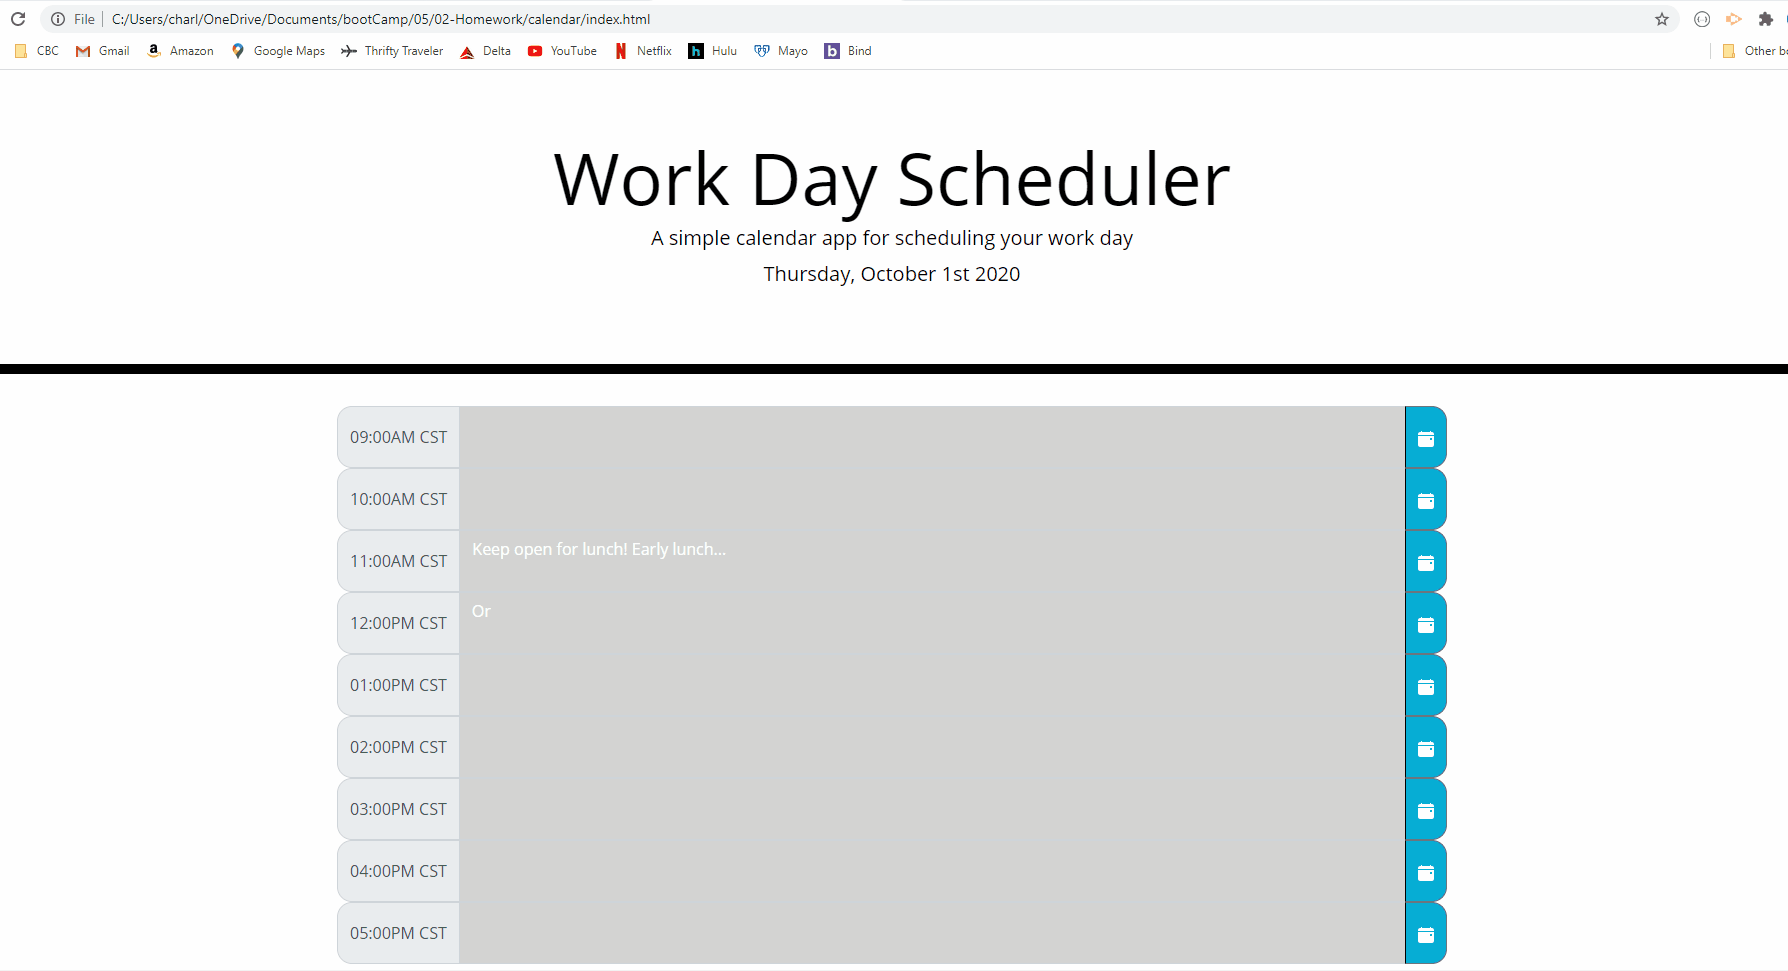 File C:/Users/charl/OneDrive/Documents/bootCamp/05/02-Homework/calendar/index.html
CBC Gmail Amazon Google Maps Thrifty Traveler Delta YouTube Netflix Hulu Mayo Bind Other bo
Work Day Scheduler
A simple calendar app for scheduling your work day
Thursday, October 1st 2020
09:00AM CST
10:00AM CST
11:00AM CST Keep open for lunch! Early lunch...
12:00PM CST Or
01:00PM CST
02:00PM CST
03:00PM CST
04:00PM CST
05:00PM CST